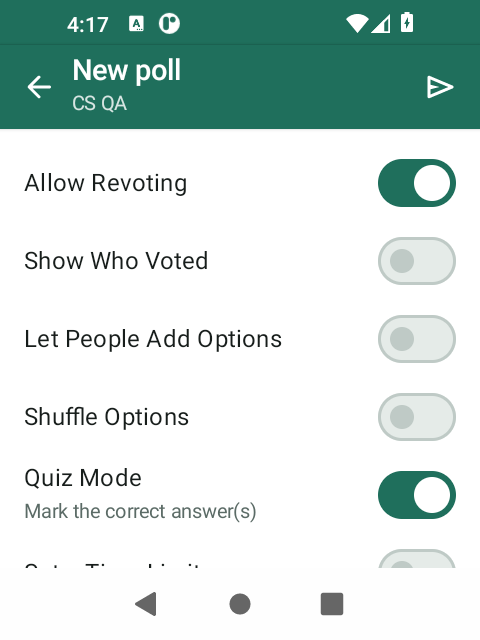 4:17
New poll
CS QA
Allow Revoting
Show Who Voted
Let People Add Options
Shuffle Options
Quiz Mode
Mark the correct answer(s)